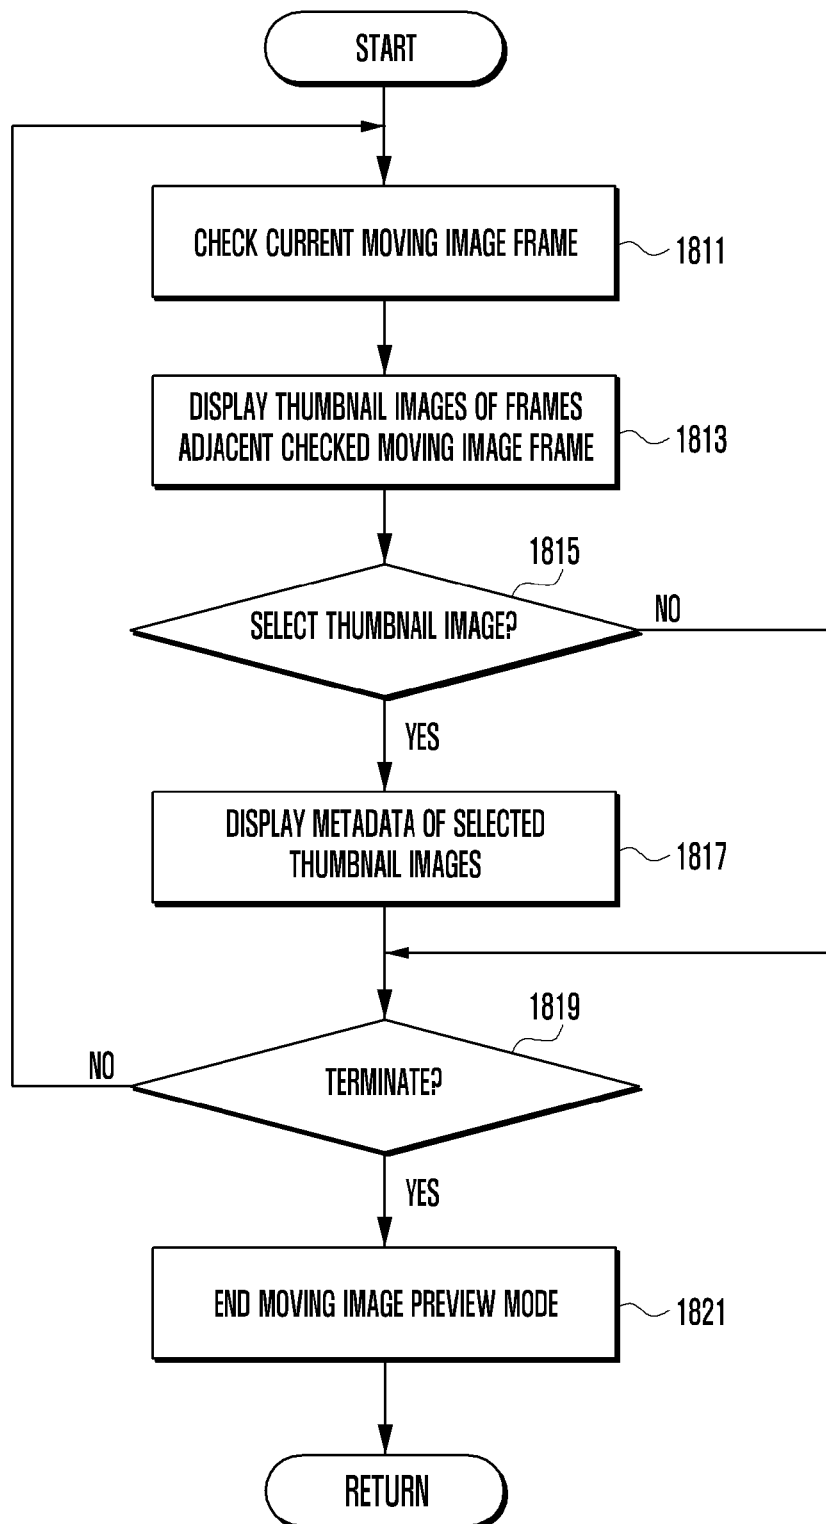 START
CHECK CURRENT MOVING IMAGE FRAME
1811
DISPLAY THUMBNAIL IMAGES OF FRAMES
ADJACENT CHECKED MOVING IMAGE FRAME
1813
1815
SELECT THUMBNAIL IMAGE?
NO
YES
DISPLAY METADATA OF SELECTED
THUMBNAIL IMAGES
1817
1819
TERMINATE?
NO
YES
END MOVING IMAGE PREVIEW MODE
1821
RETURN